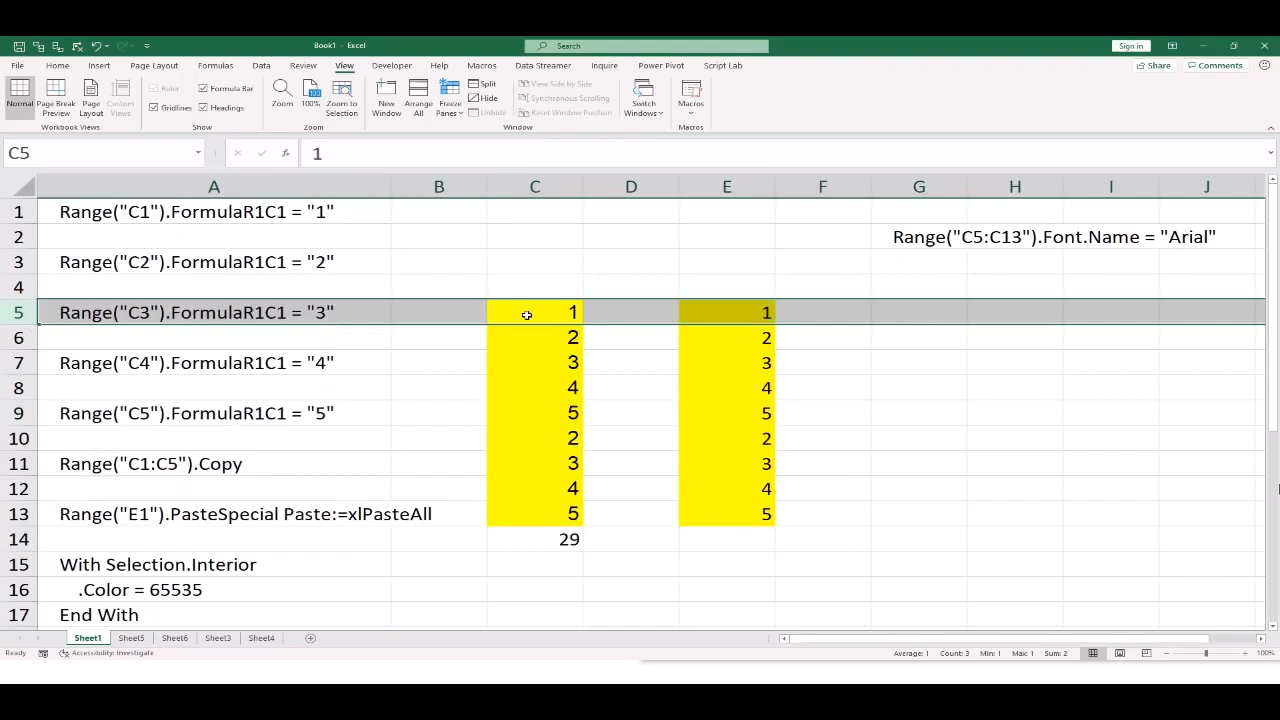 Book1 - Excel
Search
Sign in
File Home Insert Page Layout Formulas Data Review View Developer Help Macros Data Streamer Inquire Power Pivot Script Lab
Share Comments
Normal Page Break Preview Page Layout Custom Views
Ruler Formula Bar
Gridlines Headings
Zoom 100% Zoom to Selection
New Window Arrange All Freeze Panes
Split
Hide
Unhide
View Side by Side
Synchronous Scrolling
Reset Window Position
Switch Windows
Macros
Workbook Views Show Zoom Window Macros
C5 fx 1
A B C D E F G H I J
1 Range("C1").FormulaR1C1 = "1"
2 Range("C5:C13").Font.Name = "Arial"
3 Range("C2").FormulaR1C1 = "2"
4
5 Range("C3").FormulaR1C1 = "3" 1 1
6 2 2
7 Range("C4").FormulaR1C1 = "4" 3 3
8 4 4
9 Range("C5").FormulaR1C1 = "5" 5 5
10 2 2
11 Range("C1:C5").Copy 3 3
12 4 4
13 Range("E1").PasteSpecial Paste:=xlPasteAll 5 5
14 29
15 With Selection.Interior
16 .Color = 65535
17 End With
Sheet1 Sheet5 Sheet6 Sheet3 Sheet4
Ready Accessibility: Investigate Average: 1 Count: 3 Min: 1 Max: 1 Sum: 2 100%